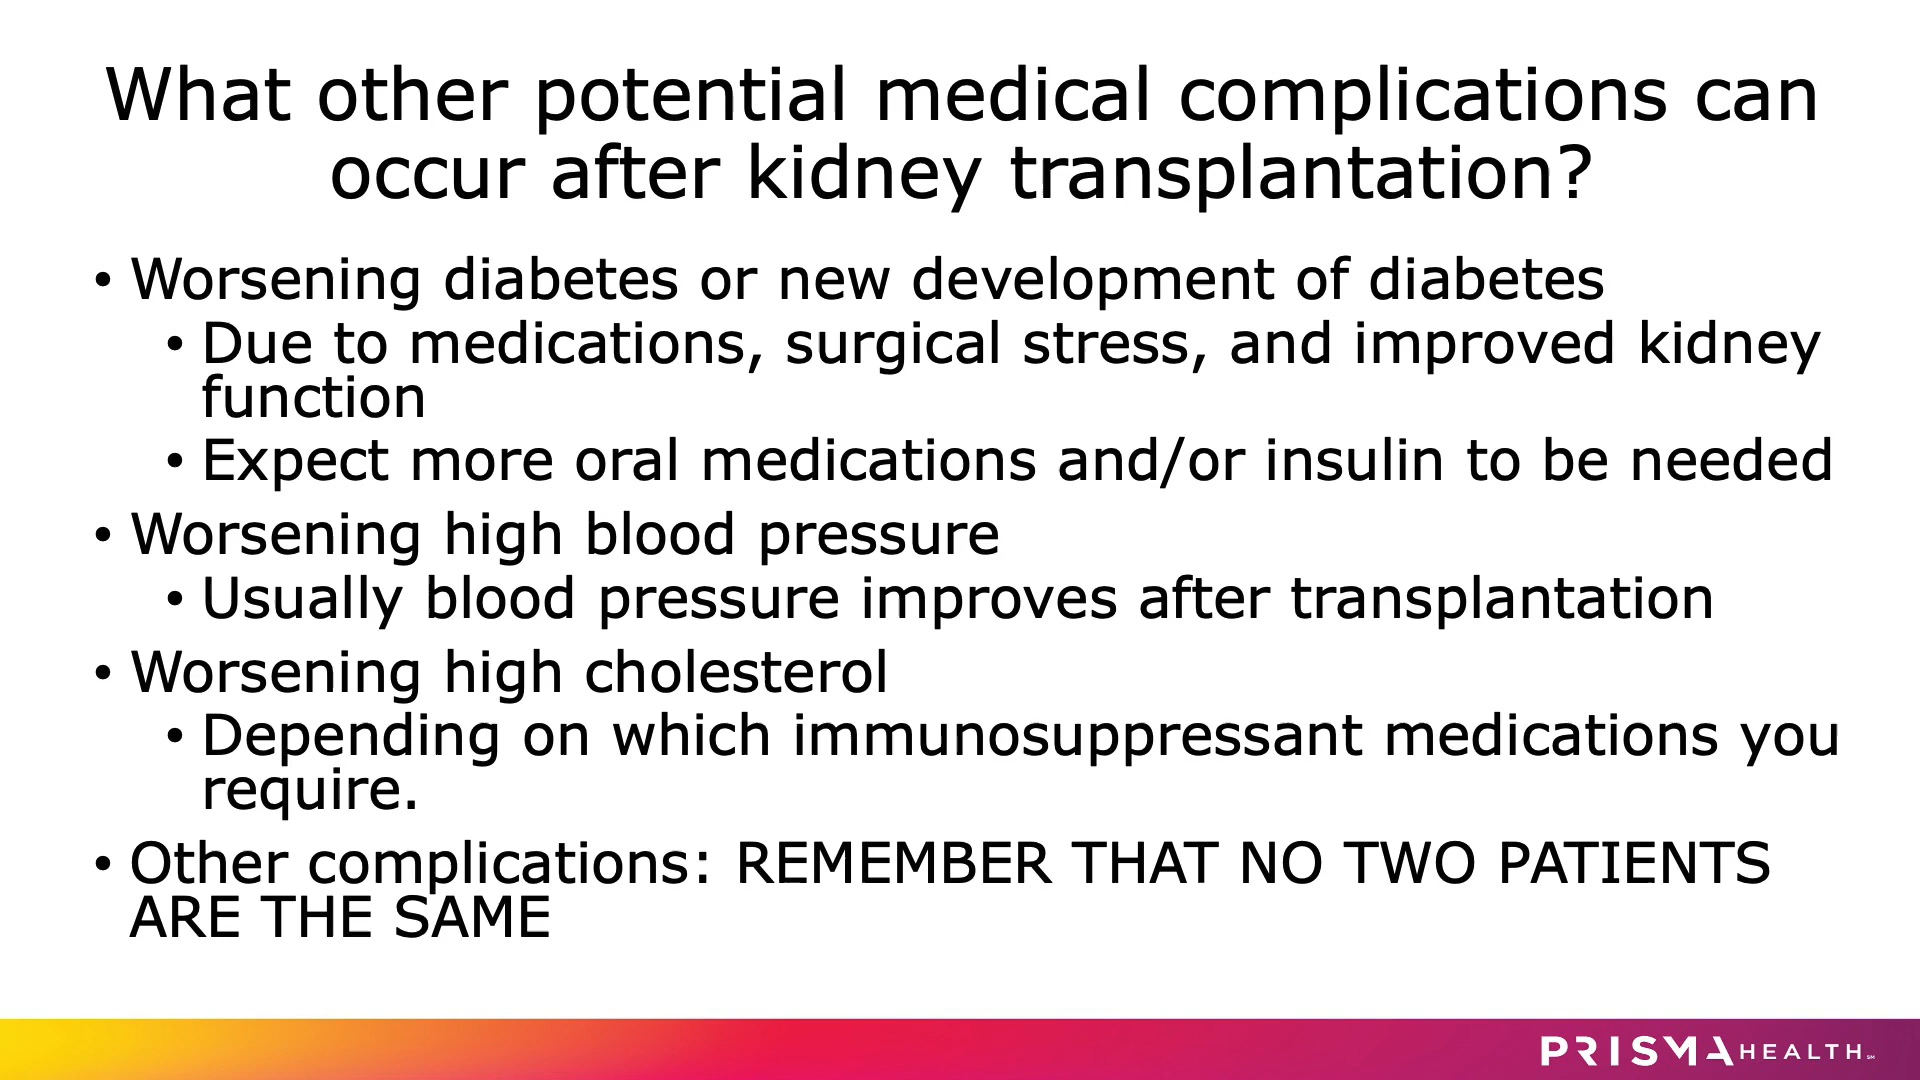 What other potential medical complications can
occur after kidney transplantation?
• Worsening diabetes or new development of diabetes
• Due to medications, surgical stress, and improved kidney
function
• Expect more oral medications and/or insulin to be needed
• Worsening high blood pressure
• Usually blood pressure improves after transplantation
• Worsening high cholesterol
• Depending on which immunosuppressant medications you
require.
• Other complications: REMEMBER THAT NO TWO PATIENTS
ARE THE SAME
PRISMA HEALTH℠